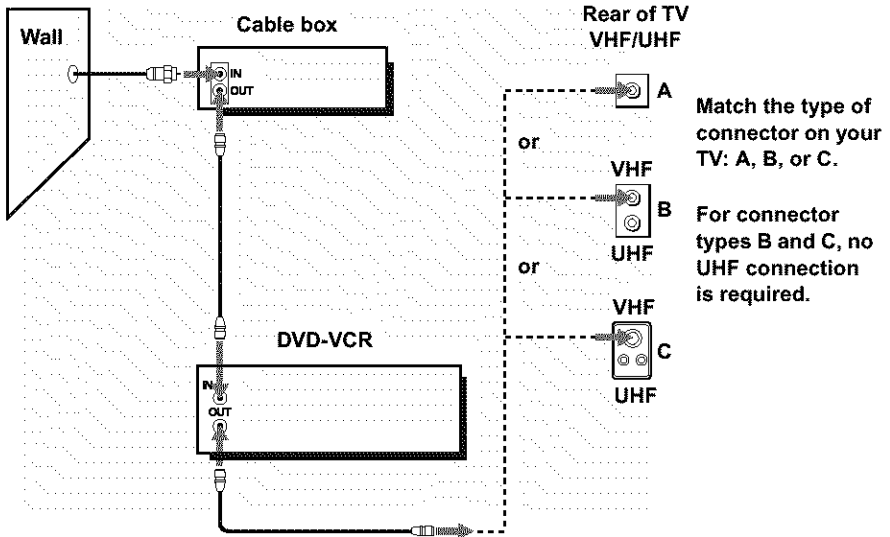 Wall
Cable box
IN
OUT
DVD-VCR
IN
OUT
Rear of TV
VHF/UHF
A
or
VHF
B
UHF
or
VHF
C
UHF
Match the type of
connector on your
TV: A, B, or C.
For connector
types B and C, no
UHF connection
is required.